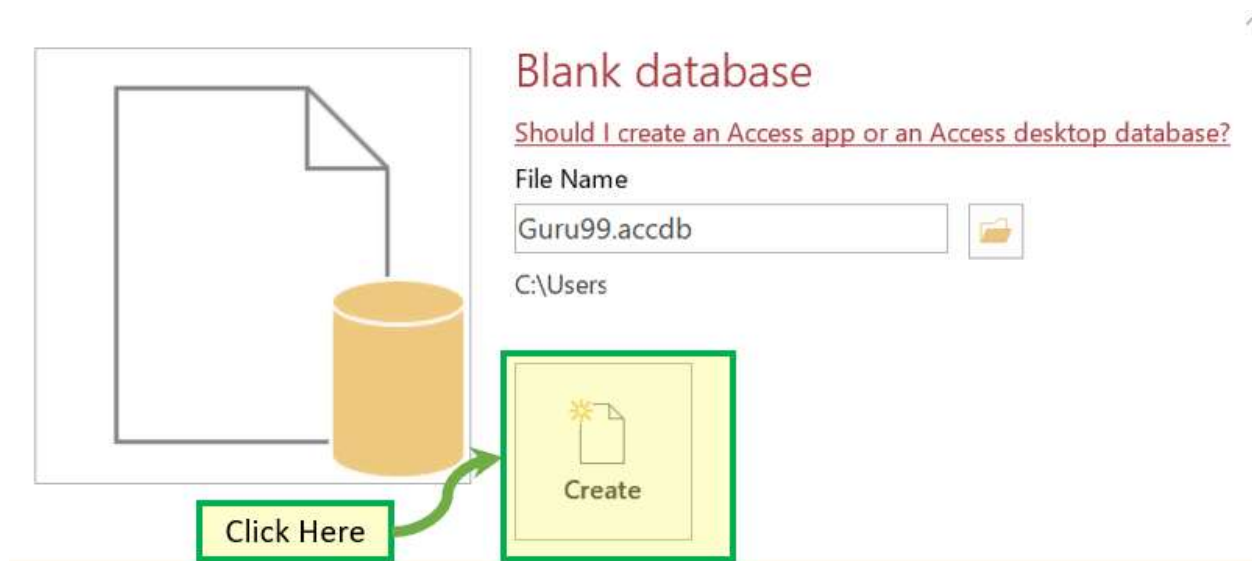 Blank database
Should I create an Access app or an Access desktop database?
File Name
Guru99.accdb
C:\Users
Create
Click Here